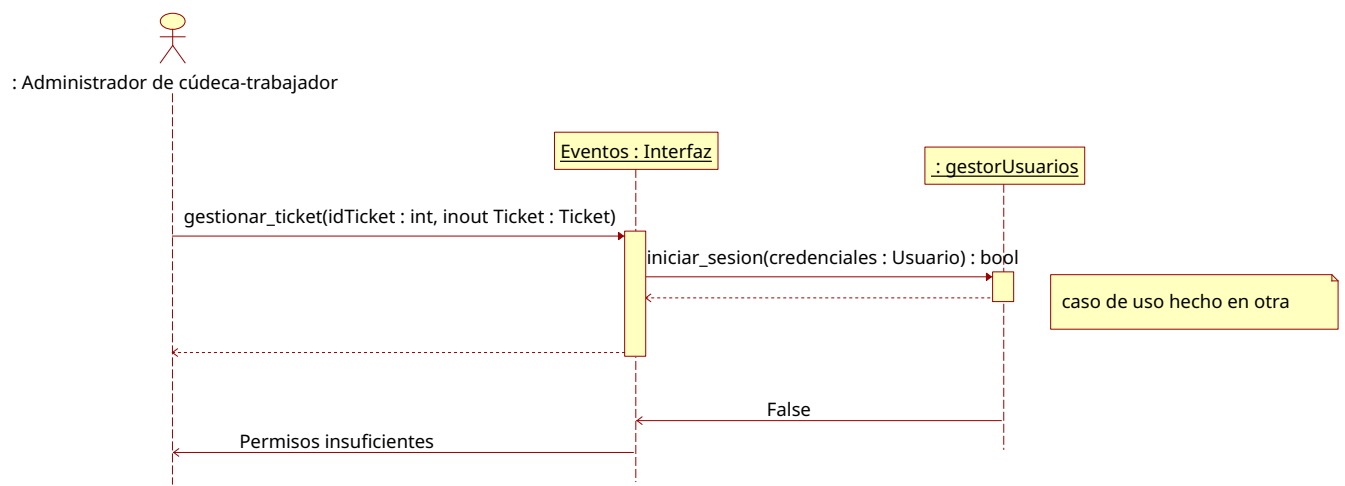 : Administrador de cúdeca-trabajador
Eventos : Interfaz
: gestorUsuarios
gestionar_ticket(idTicket : int, inout Ticket : Ticket)
iniciar_sesion(credenciales : Usuario) : bool
caso de uso hecho en otra
False
Permisos insuficientes